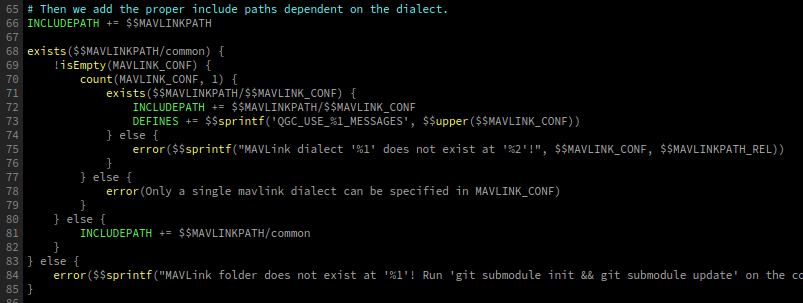 65 # Then we add the proper include paths dependent on the dialect.
66 INCLUDEPATH += $$MAVLINKPATH
67
68 exists($$MAVLINKPATH/common) {
69     !isEmpty(MAVLINK_CONF) {
70         count(MAVLINK_CONF, 1) {
71             exists($$MAVLINKPATH/$$MAVLINK_CONF) {
72                 INCLUDEPATH += $$MAVLINKPATH/$$MAVLINK_CONF
73                 DEFINES += $$sprintf('QGC_USE_%1_MESSAGES', $$upper($$MAVLINK_CONF))
74             } else {
75                 error($$sprintf("MAVLink dialect '%1' does not exist at '%2'!", $$MAVLINK_CONF, $$MAVLINKPATH_REL))
76             }
77         } else {
78             error(Only a single mavlink dialect can be specified in MAVLINK_CONF)
79         }
80     } else {
81         INCLUDEPATH += $$MAVLINKPATH/common
82     }
83 } else {
84     error($$sprintf("MAVLink folder does not exist at '%1'! Run 'git submodule init && git submodule update' on the co
85 }